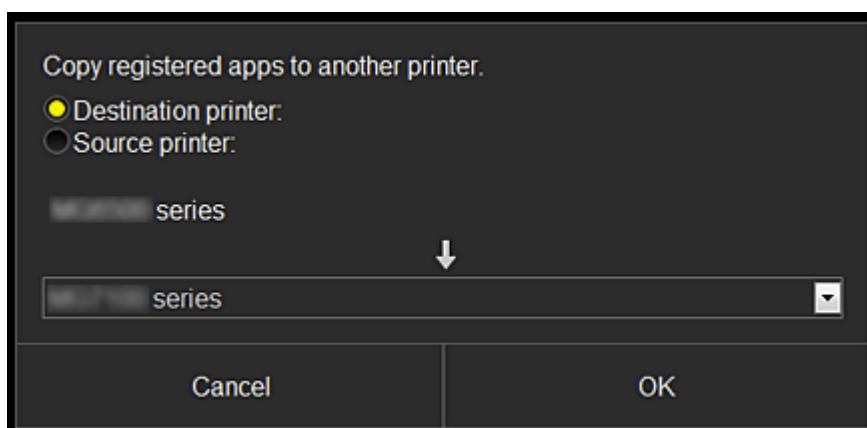 Copy registered apps to another printer.
Destination printer:
Source printer:
series
series
Cancel
OK